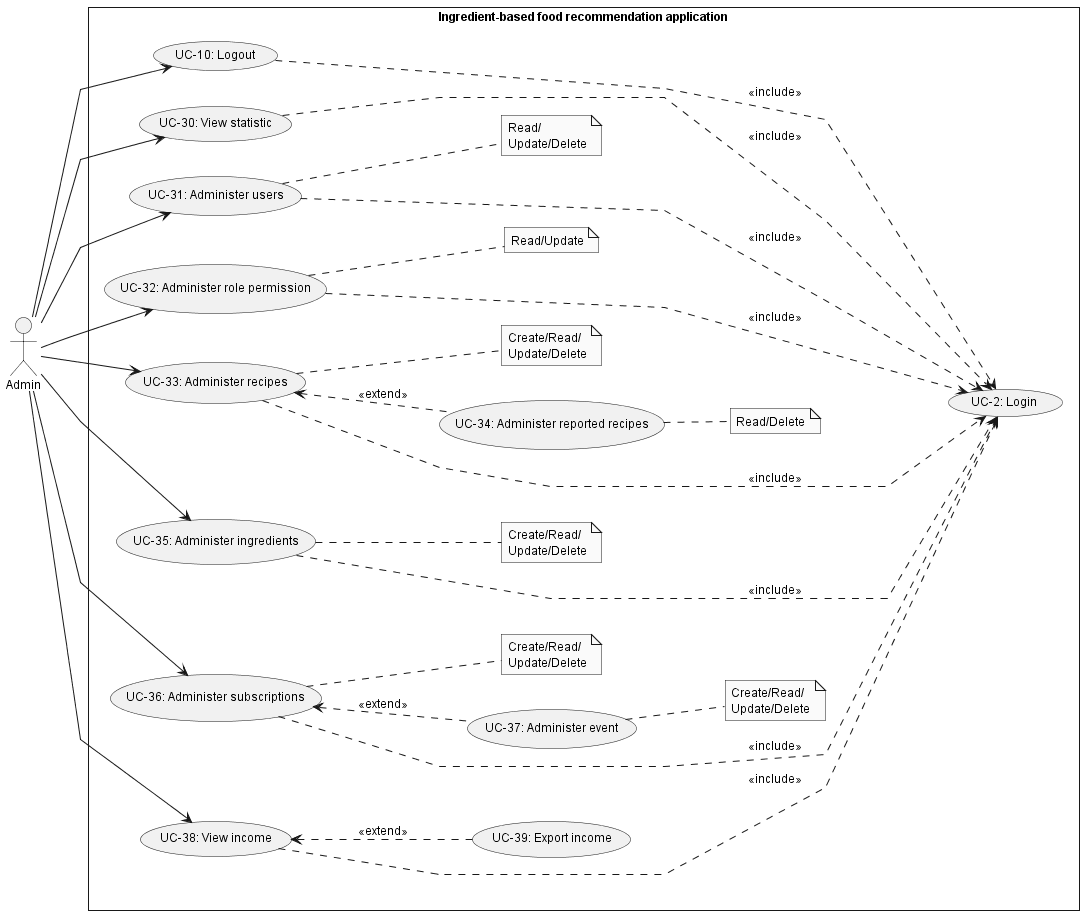 Ingredient-based food recommendation application
UC-10: Logout
«include»
UC-30: View statistic
«include»
Read/
Update/Delete
UC-31: Administer users
«include»
Read/Update
UC-32: Administer role permission
«include»
Admin
Create/Read/
Update/Delete
UC-33: Administer recipes
«extend»
UC-34: Administer reported recipes
Read/Delete
UC-2: Login
«include»
Create/Read/
Update/Delete
UC-35: Administer ingredients
«include»
Create/Read/
Update/Delete
UC-36: Administer subscriptions
«extend»
UC-37: Administer event
Create/Read/
Update/Delete
«include»
«include»
UC-38: View income
«extend»
UC-39: Export income